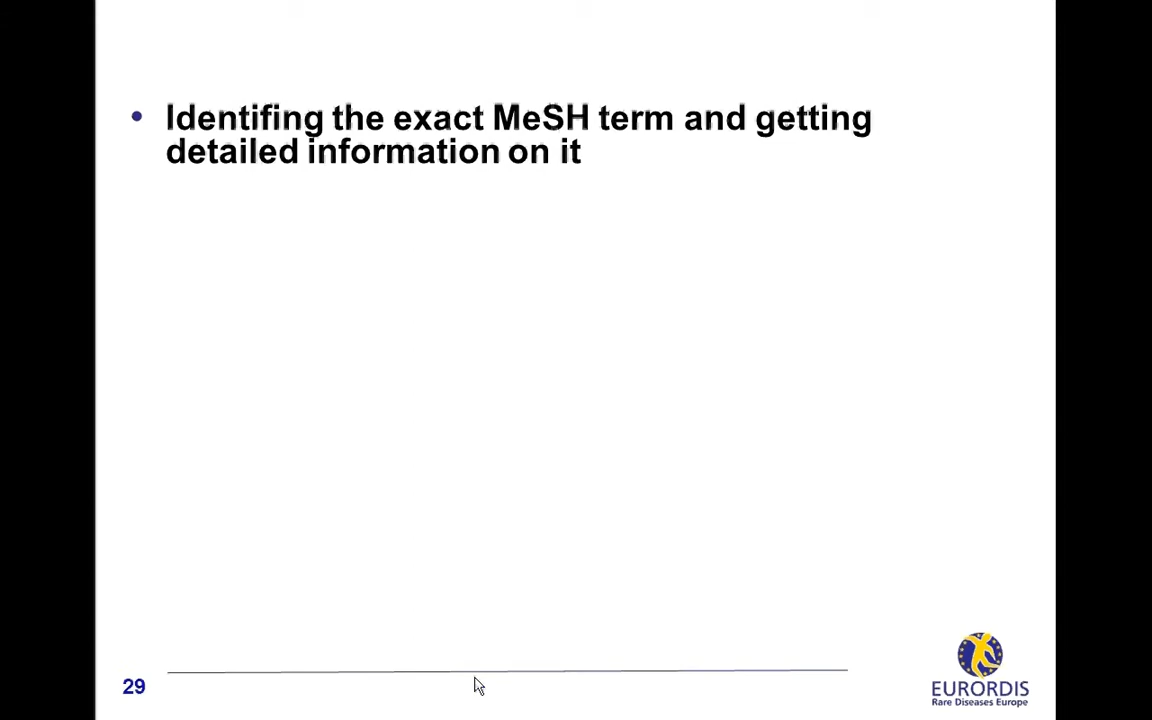 • Identifing the exact MeSH term and getting
detailed information on it
29
EURORDIS
Rare Diseases Europe